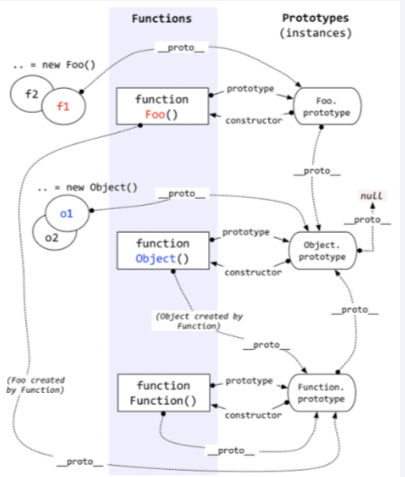 Functions
Prototypes
(instances)
__proto__
.. = new Foo()
f2
f1
function
Foo()
prototype
constructor
Foo.
prototype
__proto__
.. = new Object()
__proto__
null
__proto__
o1
o2
function
Object()
prototype
constructor
Object.
prototype
(Object created by
Function)
__proto__
__proto__
(Foo created
by Function)
function
Function()
prototype
constructor
Function.
prototype
__proto__
__proto__